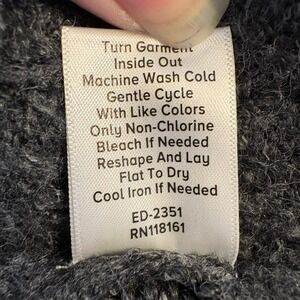 Turn Garment
Inside Out
Machine Wash Cold
Gentle Cycle
With Like Colors
Only Non-Chlorine
Bleach If Needed
Reshape And Lay
Flat To Dry
Cool Iron If Needed
ED-2351
RN118161